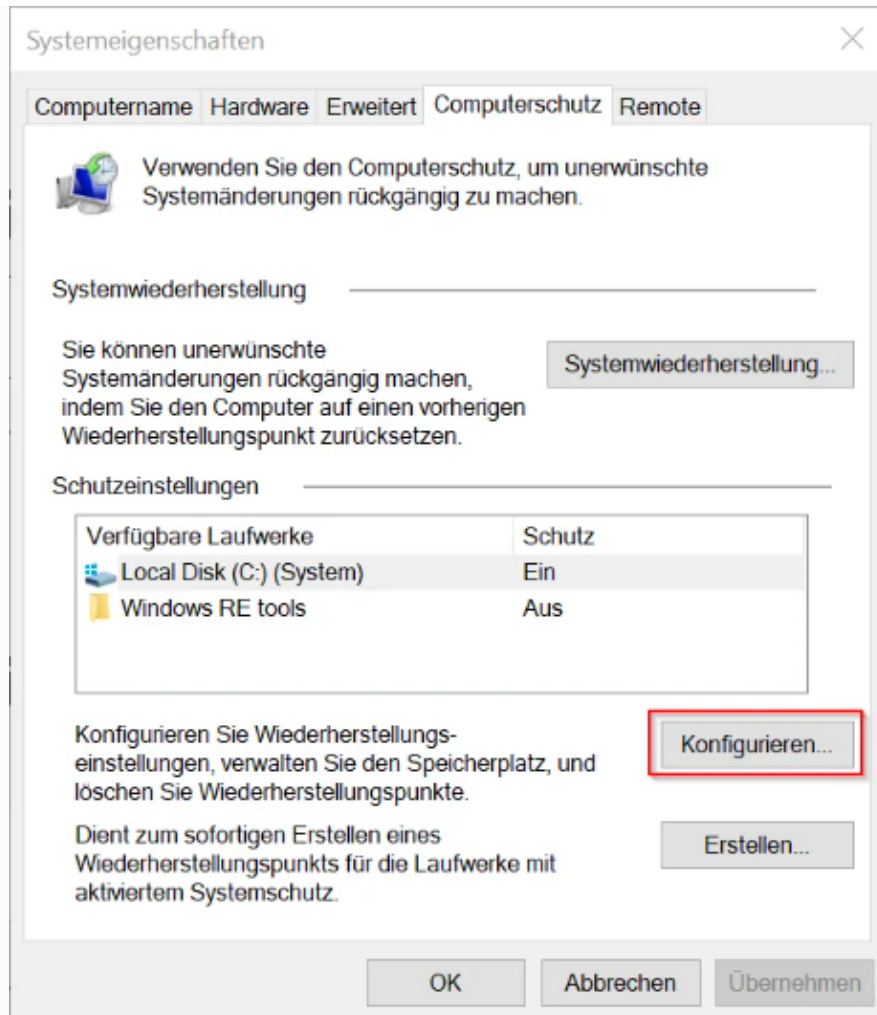 Systemeigenschaften
Computername Hardware Erweitert Computerschutz Remote
Verwenden Sie den Computerschutz, um unerwünschte
Systemänderungen rückgängig zu machen.
Systemwiederherstellung
Sie können unerwünschte
Systemänderungen rückgängig machen,
indem Sie den Computer auf einen vorherigen
Wiederherstellungspunkt zurücksetzen.
Systemwiederherstellung...
Schutzeinstellungen
Verfügbare Laufwerke Schutz
Local Disk (C:) (System) Ein
Windows RE tools Aus
Konfigurieren Sie Wiederherstellungs-
einstellungen, verwalten Sie den Speicherplatz, und
löschen Sie Wiederherstellungspunkte.
Konfigurieren...
Dient zum sofortigen Erstellen eines
Wiederherstellungspunkts für die Laufwerke mit
aktiviertem Systemschutz.
Erstellen...
OK Abbrechen Übernehmen